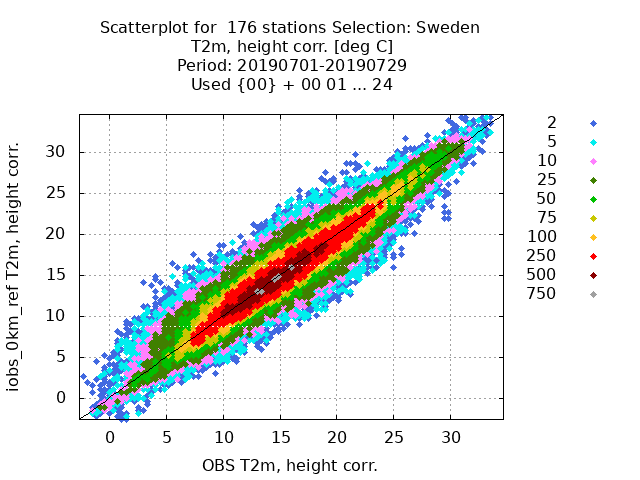 Scatterplot for  176 stations Selection: Sweden
T2m, height corr. [deg C]
Period: 20190701-20190729
Used {00} + 00 01 ... 24
iobs_0km_ref T2m, height corr.
30
25
20
15
10
5
0
0 5 10 15 20 25 30
OBS T2m, height corr.
2
5
10
25
50
75
100
250
500
750